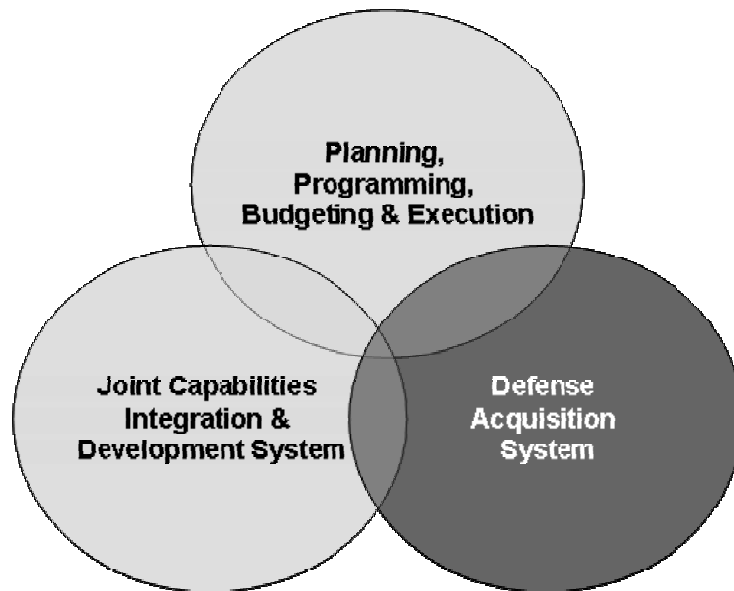 Planning,
Programming,
Budgeting & Execution
Joint Capabilities
Integration &
Development System
Defense
Acquisition
System